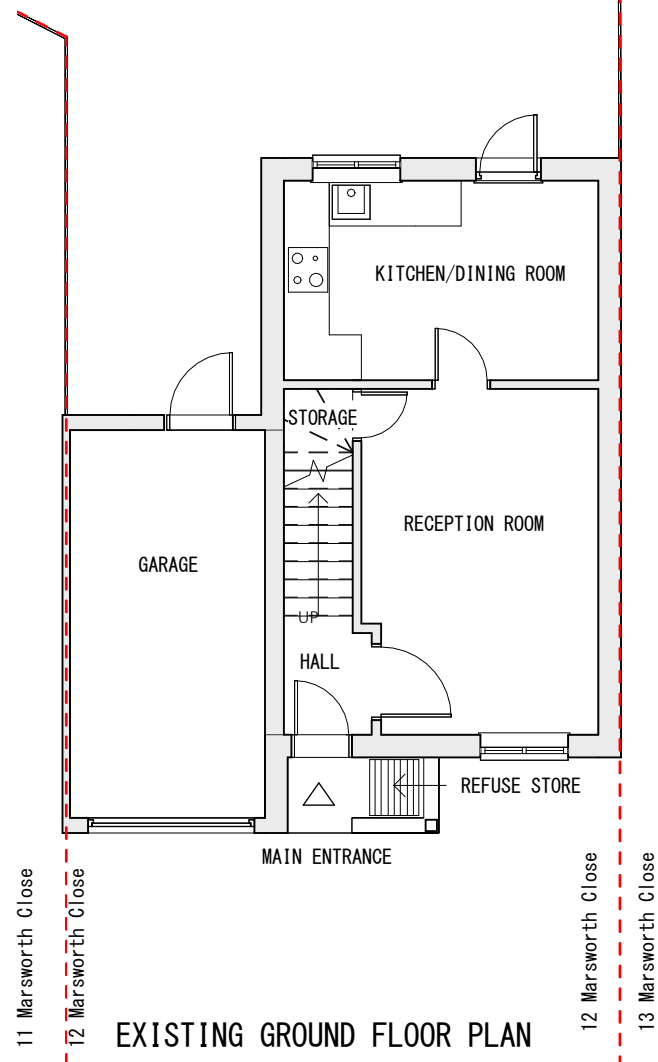 KITCHEN/DINING ROOM
STORAGE
RECEPTION ROOM
GARAGE
UP
HALL
REFUSE STORE
MAIN ENTRANCE
11 Marsworth Close
12 Marsworth Close
12 Marsworth Close
13 Marsworth Close
EXISTING GROUND FLOOR PLAN